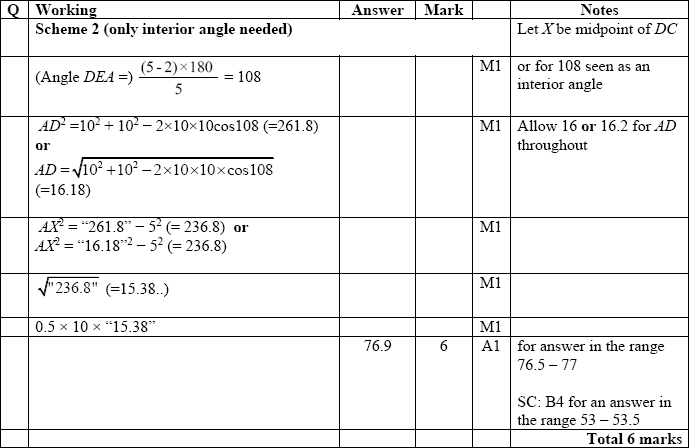 Q Working Answer Mark Notes
Scheme 2 (only interior angle needed) Let X be midpoint of DC
(Angle DEA =) (5 - 2)×180 / 5 = 108 M1 or for 108 seen as an
interior angle
AD² =10² + 10² – 2×10×10cos108 (=261.8) M1 Allow 16 or 16.2 for AD
or throughout
AD = √10² +10² – 2×10×10×cos108
(=16.18)
AX² = “261.8” – 5² (= 236.8) or M1
AX² = “16.18”² – 5² (= 236.8)
√"236.8" (=15.38..) M1
0.5 × 10 × “15.38” M1
76.9 6 A1 for answer in the range
76.5 – 77
SC: B4 for an answer in
the range 53 – 53.5
Total 6 marks